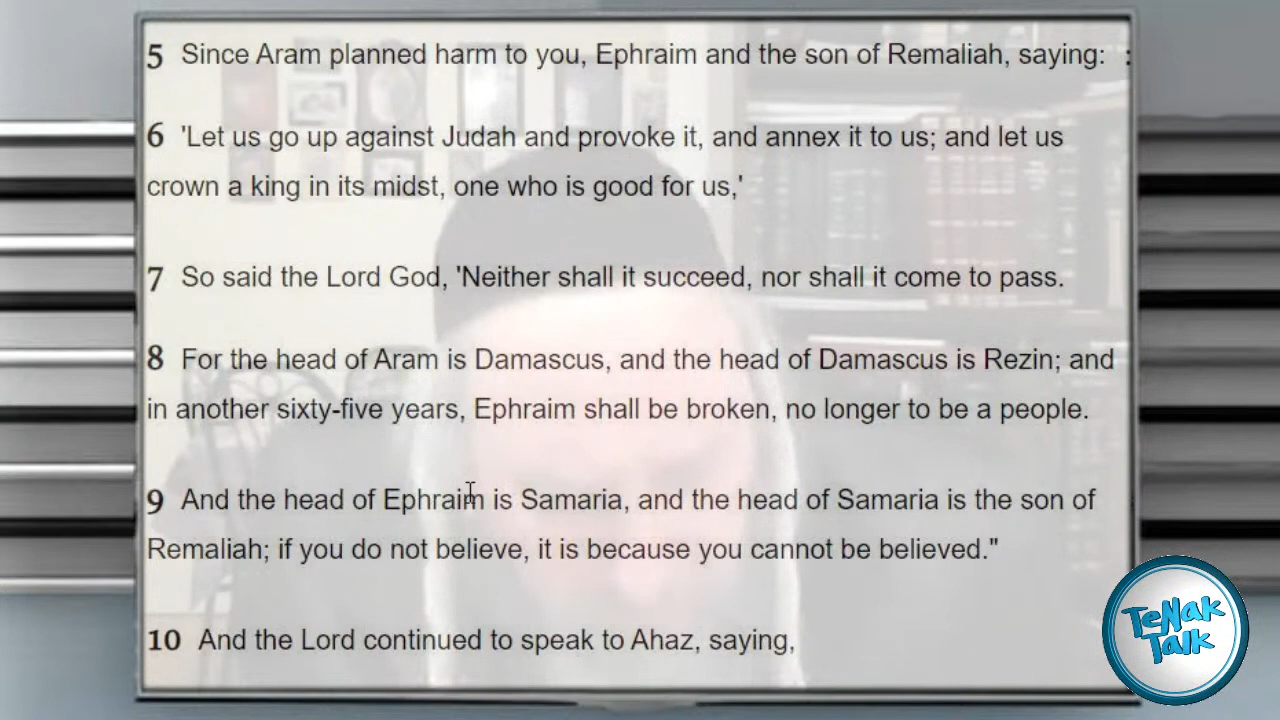 5 Since Aram planned harm to you, Ephraim and the son of Remaliah, saying: :
6 'Let us go up against Judah and provoke it, and annex it to us; and let us
crown a king in its midst, one who is good for us,'
7 So said the Lord God, 'Neither shall it succeed, nor shall it come to pass.
8 For the head of Aram is Damascus, and the head of Damascus is Rezin; and
in another sixty-five years, Ephraim shall be broken, no longer to be a people.
9 And the head of Ephraim is Samaria, and the head of Samaria is the son of
Remaliah; if you do not believe, it is because you cannot be believed."
10 And the Lord continued to speak to Ahaz, saying,
TeNak
Talk